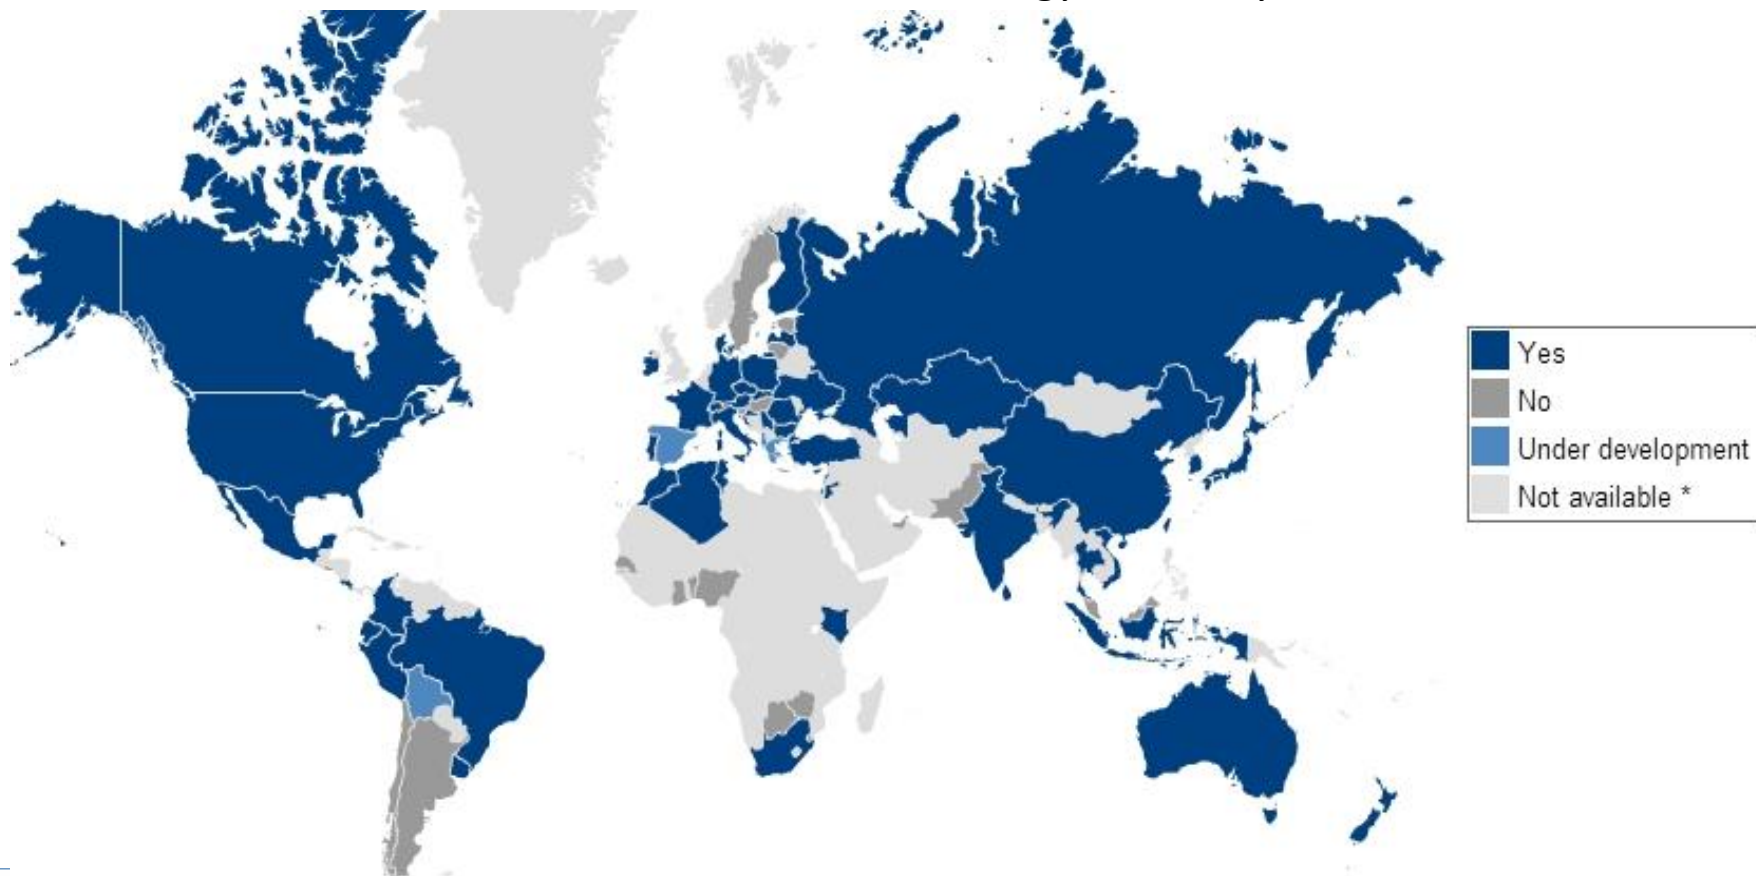 Yes
No
Under development
Not available *